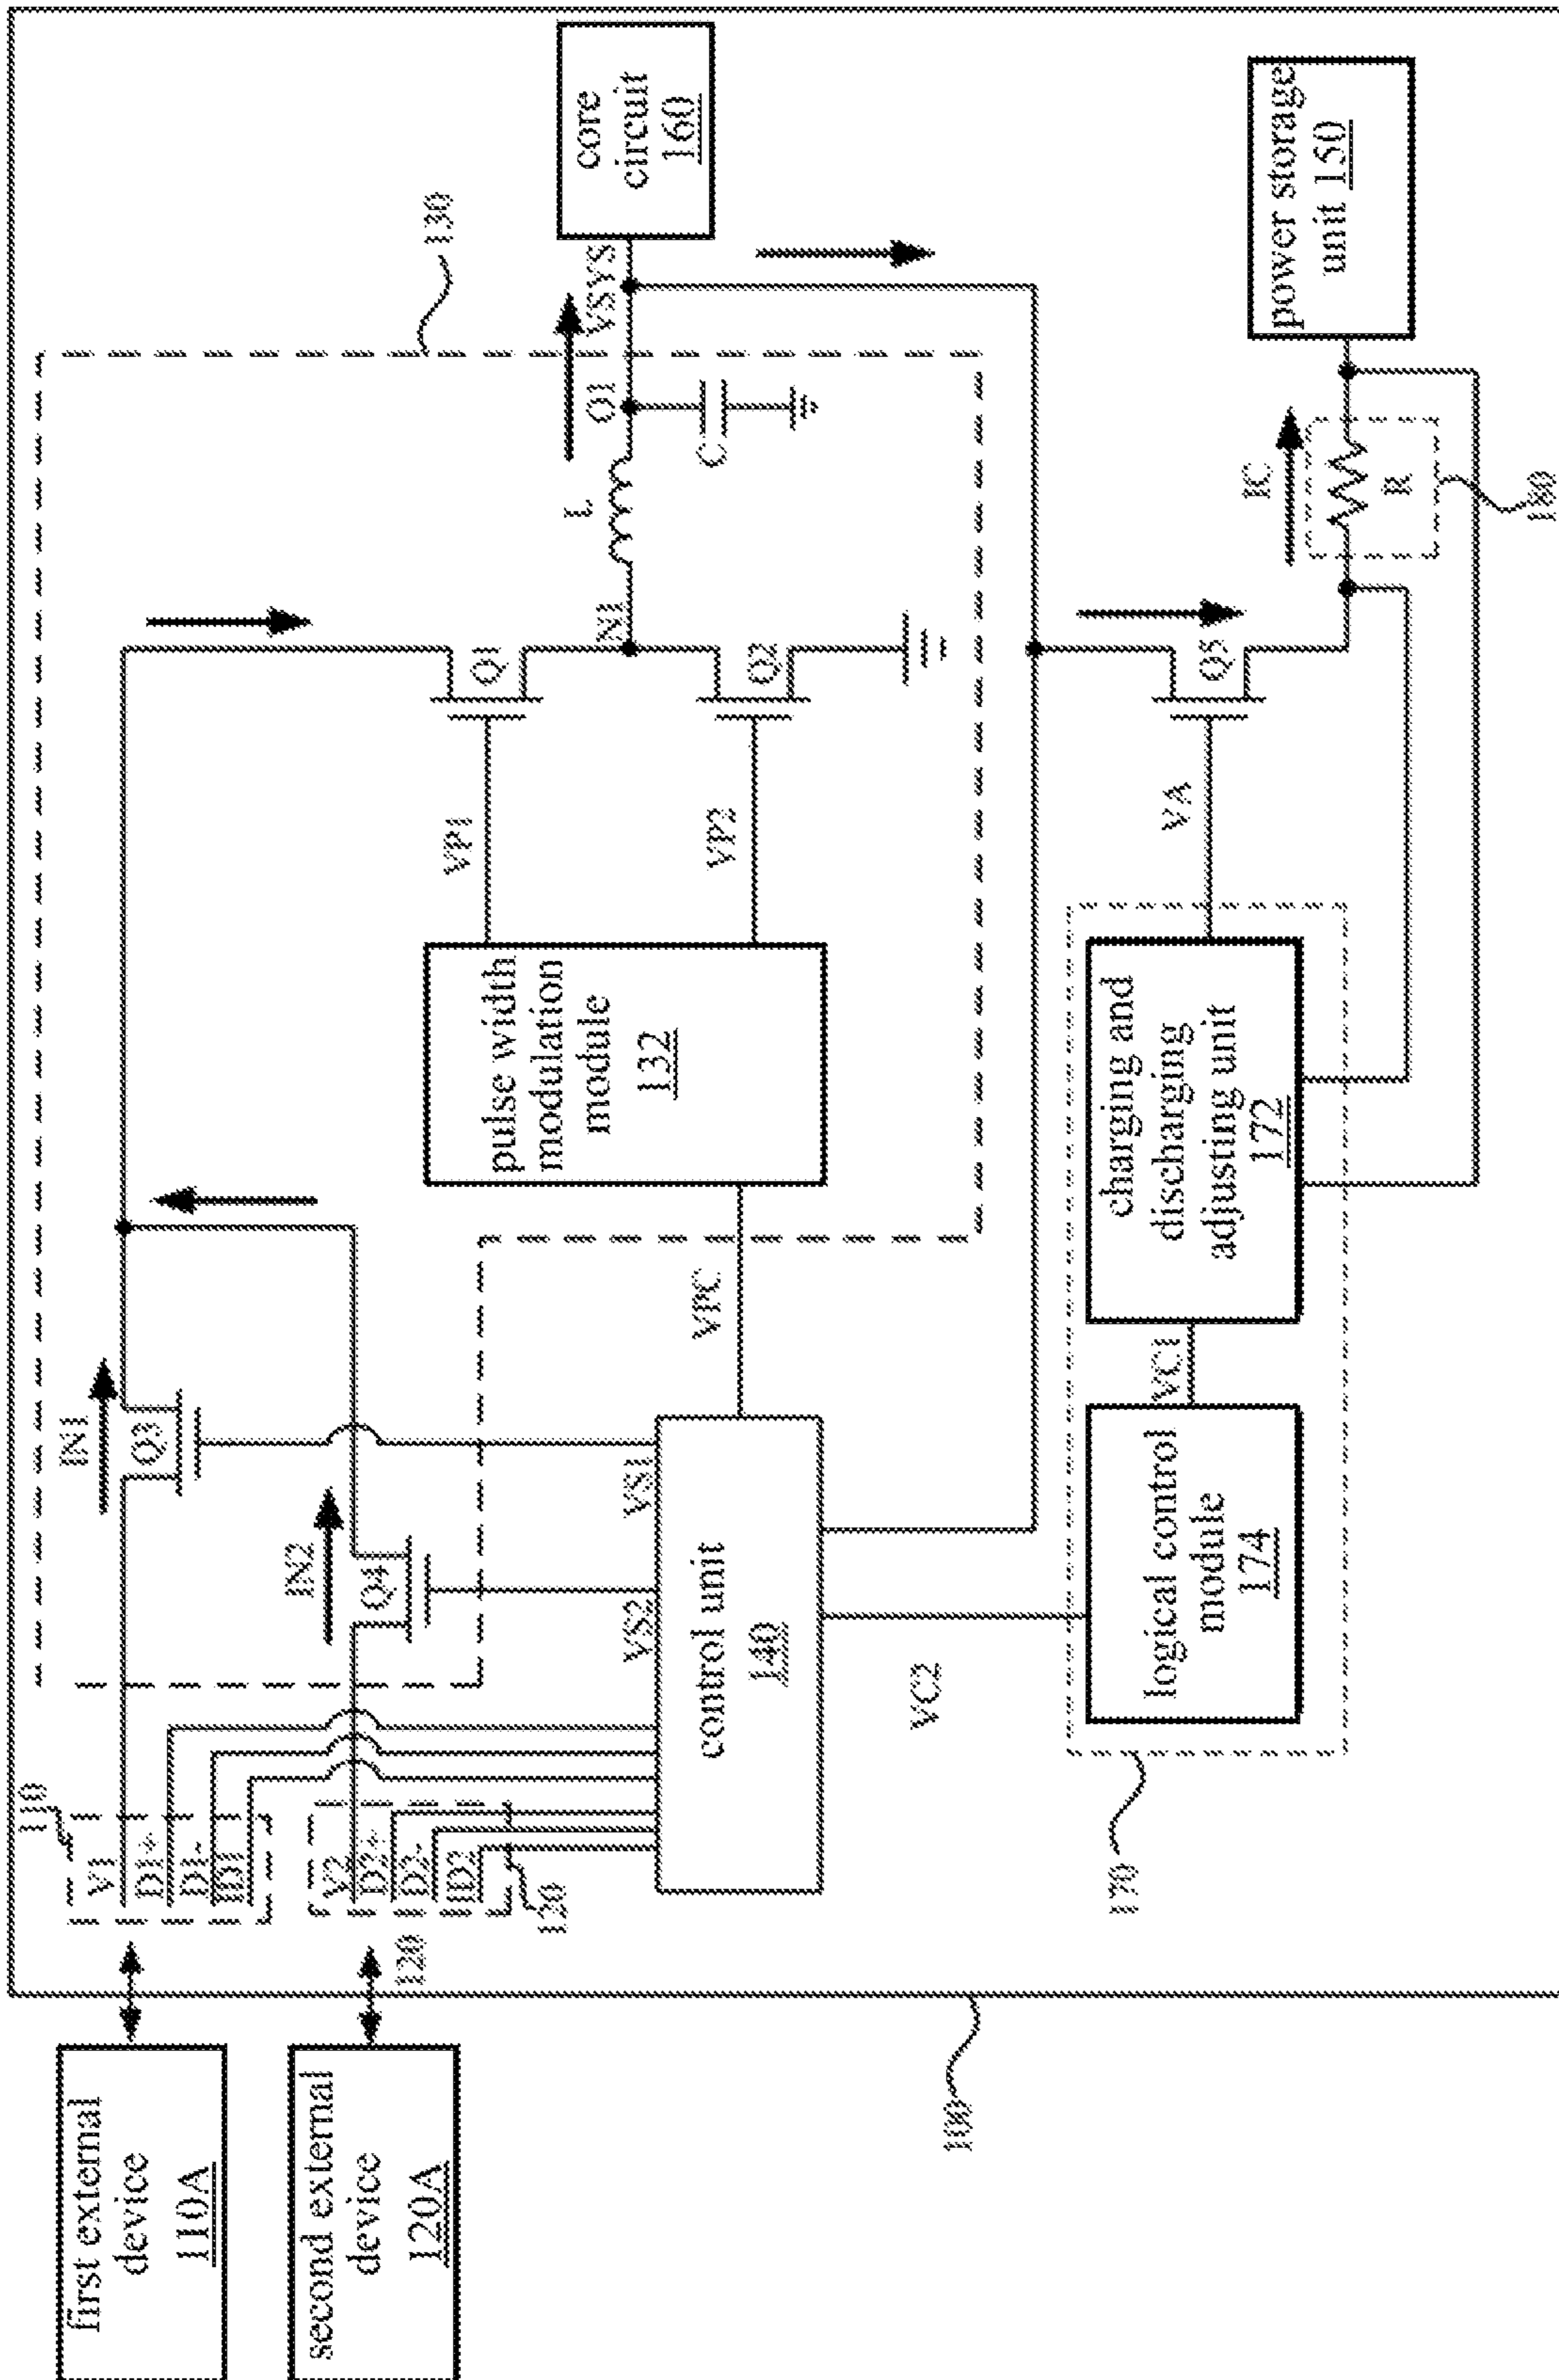 first external
device
110A
second external
device
120A
100
110
V1
D1+
D1-
ID1
120
V2
D2+
D2-
ID2
120
IN1
Q3
IN2
Q4
VS1
VS2
control unit
140
VPC
VC2
pulse width
modulation
module
132
VP1
VP2
Q1
N1
Q2
L
O1
C
130
VSYS
core
circuit
160
170
logical control
module
174
VC1
charging and
discharging
adjusting unit
172
VA
Q5
IC
R
180
power storage
unit 150